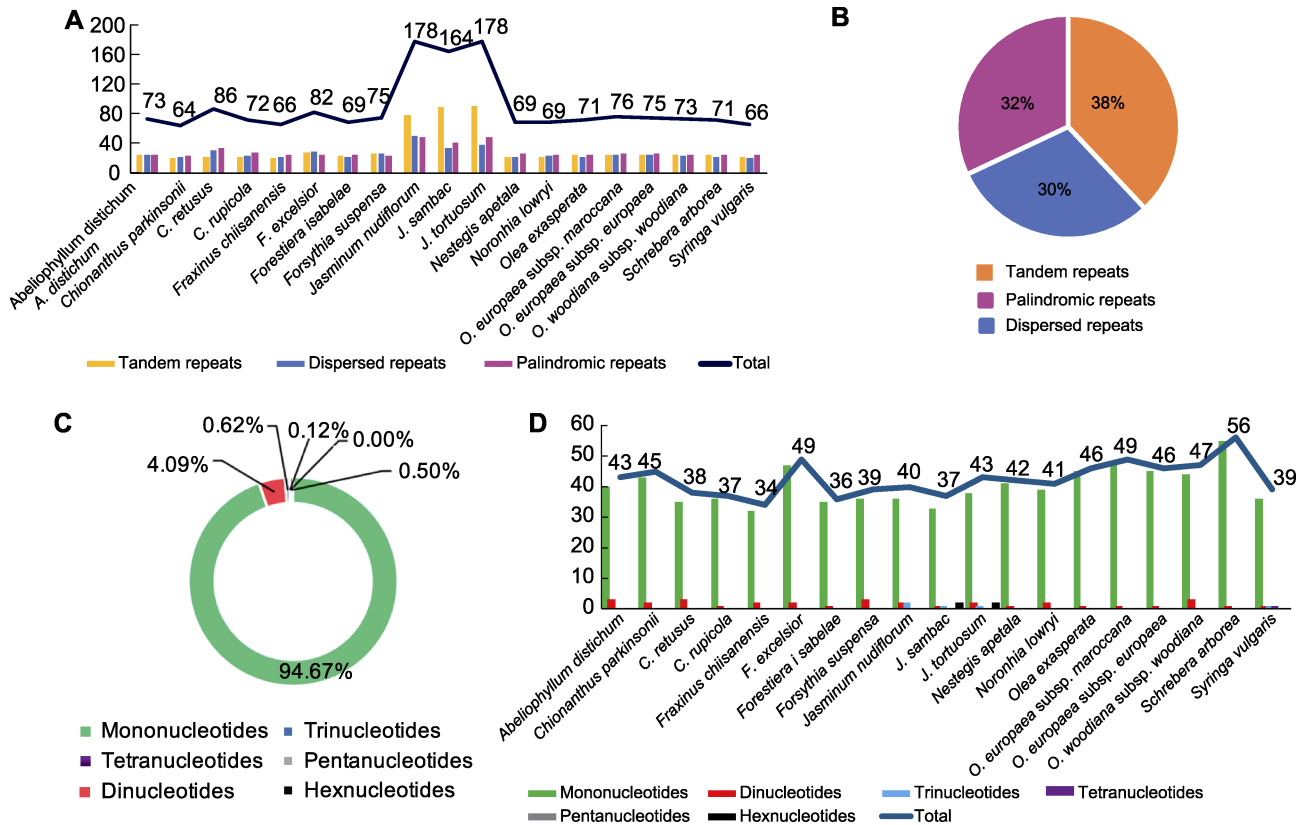 A
200
160
120
80
40
0
73
64
86
72
66
82
69
75
178
164
178
69
69
71
76
75
73
71
66
Abeliophyllum distichum
A. distichum
Chionanthus parkinsonii
C. retusus
C. rupicola
Fraxinus chiisanensis
F. excelsior
Forestiera isabelae
Forsythia suspensa
Jasminum nudiflorum
J. sambac
J. tortuosum
Nestegis apetala
Noronhia lowryi
Olea exasperata
O. europaea subsp. maroccana
O. europaea subsp. europaea
O. woodiana subsp. woodiana
Schrebera arborea
Syringa vulgaris
Tandem repeats
Dispersed repeats
Palindromic repeats
Total
B
32%
38%
30%
Tandem repeats
Palindromic repeats
Dispersed repeats
C
0.62%
0.12%
0.00%
4.09%
0.50%
94.67%
Mononucleotides
Trinucleotides
Tetranucleotides
Pentanucleotides
Dinucleotides
Hexnucleotides
D
60
50
40
30
20
10
0
43
45
38
37
34
49
36
39
40
37
43
42
41
46
49
46
47
56
39
Abeliophyllum distichum
Chionanthus parkinsonii
C. retusus
C. rupicola
Fraxinus chiisanensis
F. excelsior
Forestiera i sabelae
Forsythia suspensa
Jasminum nudiflorum
J. sambac
J. tortuosum
Nestegis apetala
Noronhia lowryi
Olea exasperata
O. europaea subsp. maroccana
O. europaea subsp. europaea
O. woodiana subsp. woodiana
Schrebera arborea
Syringa vulgaris
Mononucleotides
Dinucleotides
Trinucleotides
Tetranucleotides
Pentanucleotides
Hexnucleotides
Total